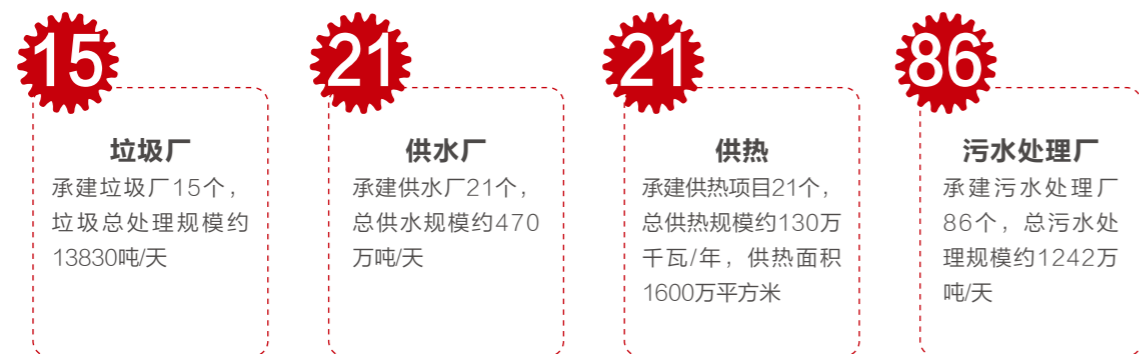 15
垃圾厂
承建垃圾厂15个，
垃圾总处理规模约
13830吨/天
21
供水厂
承建供水厂21个，
总供水规模约470
万吨/天
21
供热
承建供热项目21个，
总供热规模约130万
千瓦/年，供热面积
1600万平方米
86
污水处理厂
承建污水处理厂
86个，总污水处
理规模约1242万
吨/天